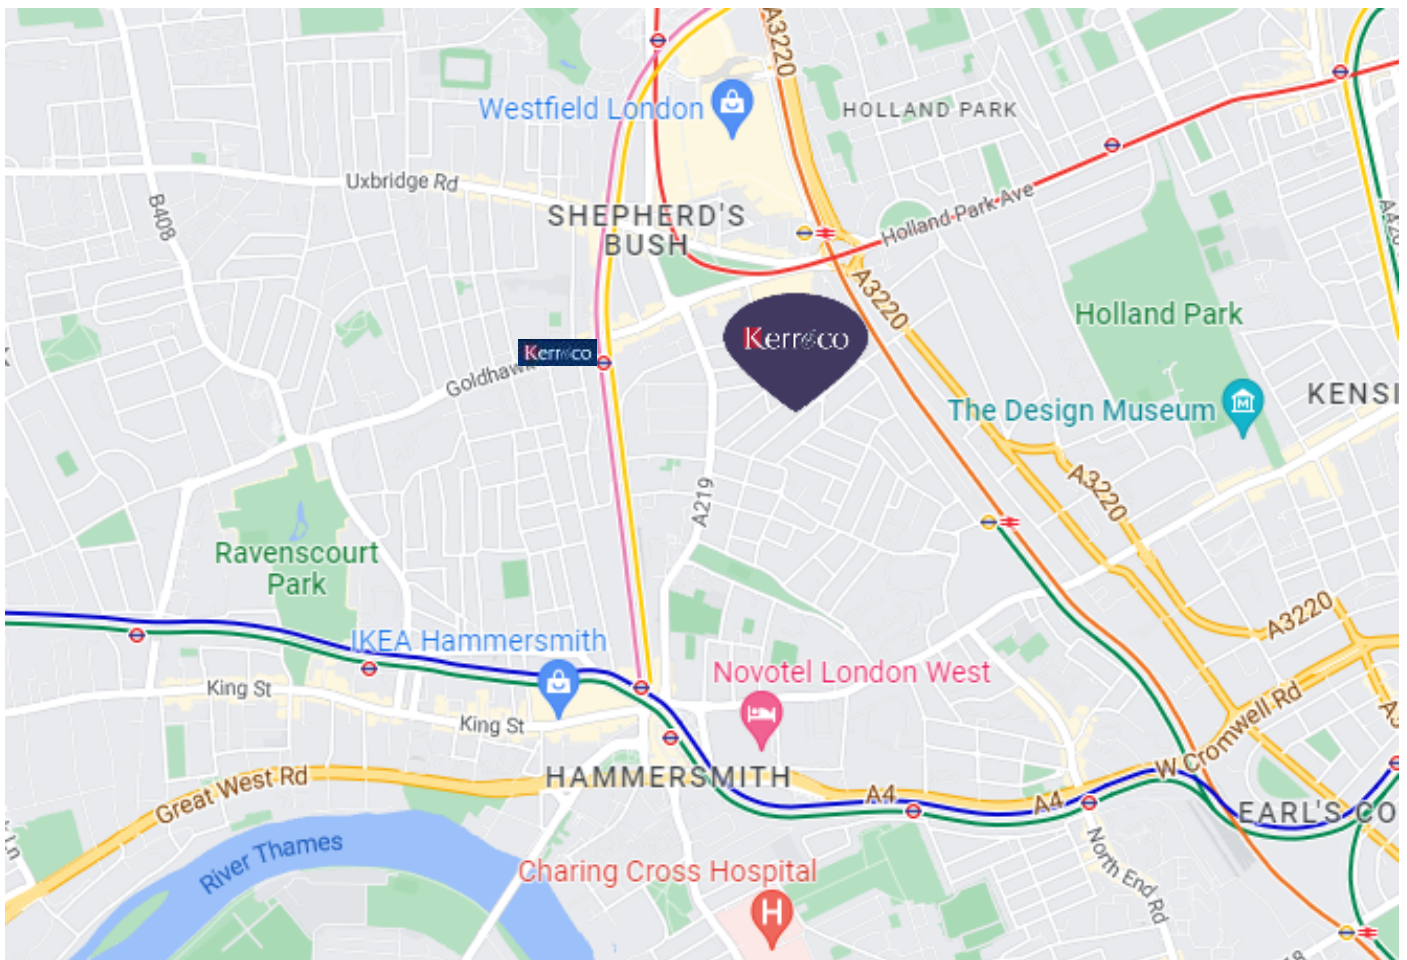 A3220
Westfield London
HOLLAND PARK
Uxbridge Rd
B408
SHEPHERD'S
BUSH
Holland Park Ave
A3220
Holland Park
Kerr&co
Kerr&co
Goldhawk
KENSI
The Design Museum
A3220
A219
Ravenscourt
Park
A3220
IKEA Hammersmith
Novotel London West
King St
King St
W Cromwell Rd
HAMMERSMITH
Great West Rd
A4
A4
EARL'S CO
River Thames
North End Rd
Charing Cross Hospital
H